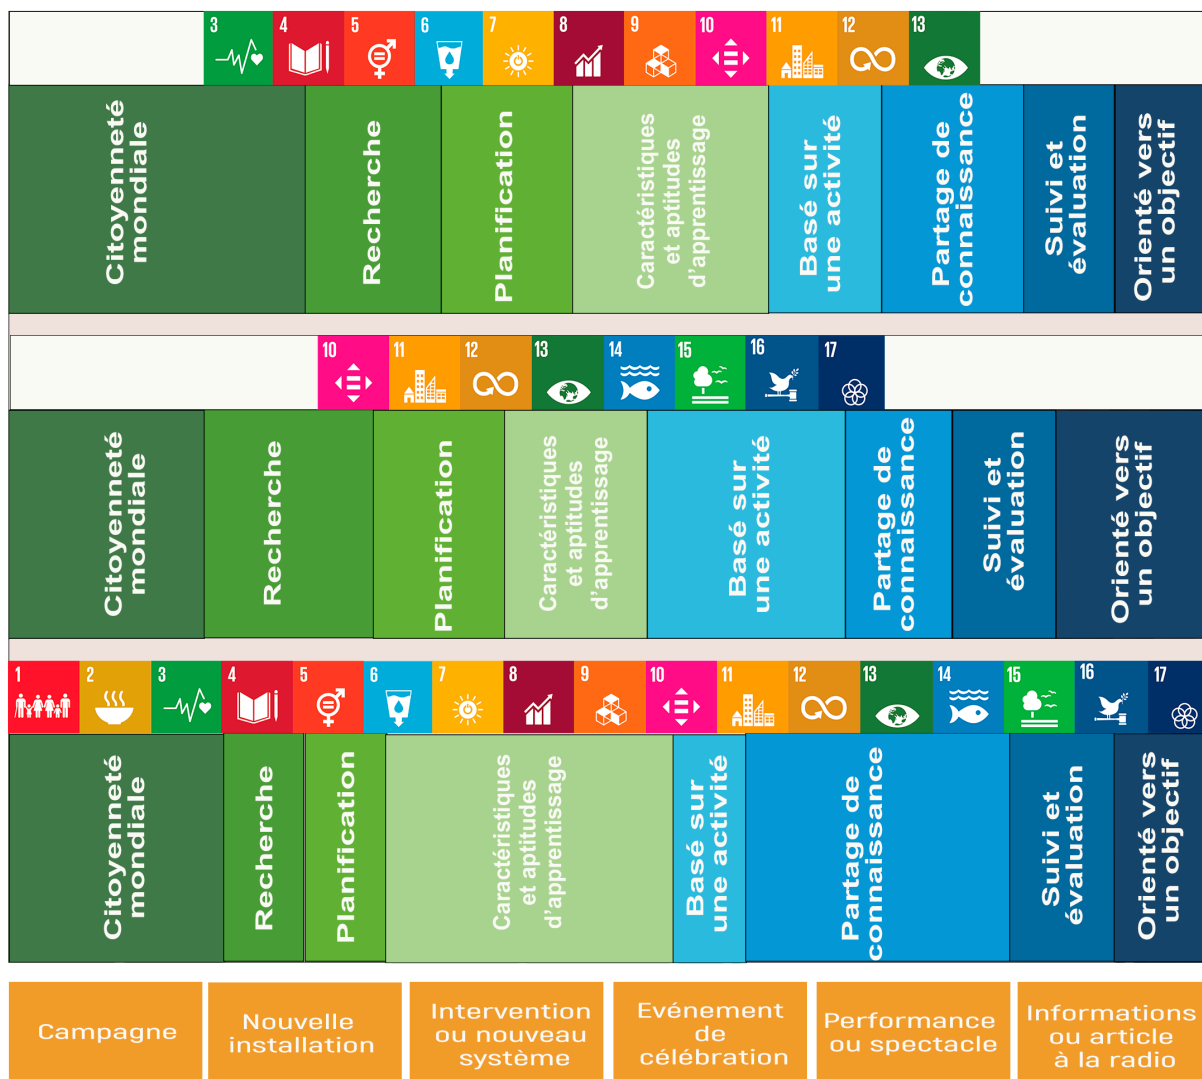 3 4 5 6 7 8 9 10 11 12 13
Citoyenneté
mondiale
Recherche
Planification
Caractéristiques
et aptitudes
d'apprentissage
Basé sur
une activité
Partage de
connaissance
Suivi et
évaluation
Orienté vers
un objectif
10 11 12 13 14 15 16 17
Citoyenneté
mondiale
Recherche
Planification
Caractéristiques
et aptitudes
d'apprentissage
Basé sur
une activité
Partage de
connaissance
Suivi et
évaluation
Orienté vers
un objectif
1 2 3 4 5 6 7 8 9 10 11 12 13 14 15 16 17
Citoyenneté
mondiale
Recherche
Planification
Caractéristiques
et aptitudes
d'apprentissage
Basé sur
une activité
Partage de
connaissance
Suivi et
évaluation
Orienté vers
un objectif
Campagne
Nouvelle
installation
Intervention
ou nouveau
système
Evénement
de
célébration
Performance
ou spectacle
Informations
ou article
à la radio